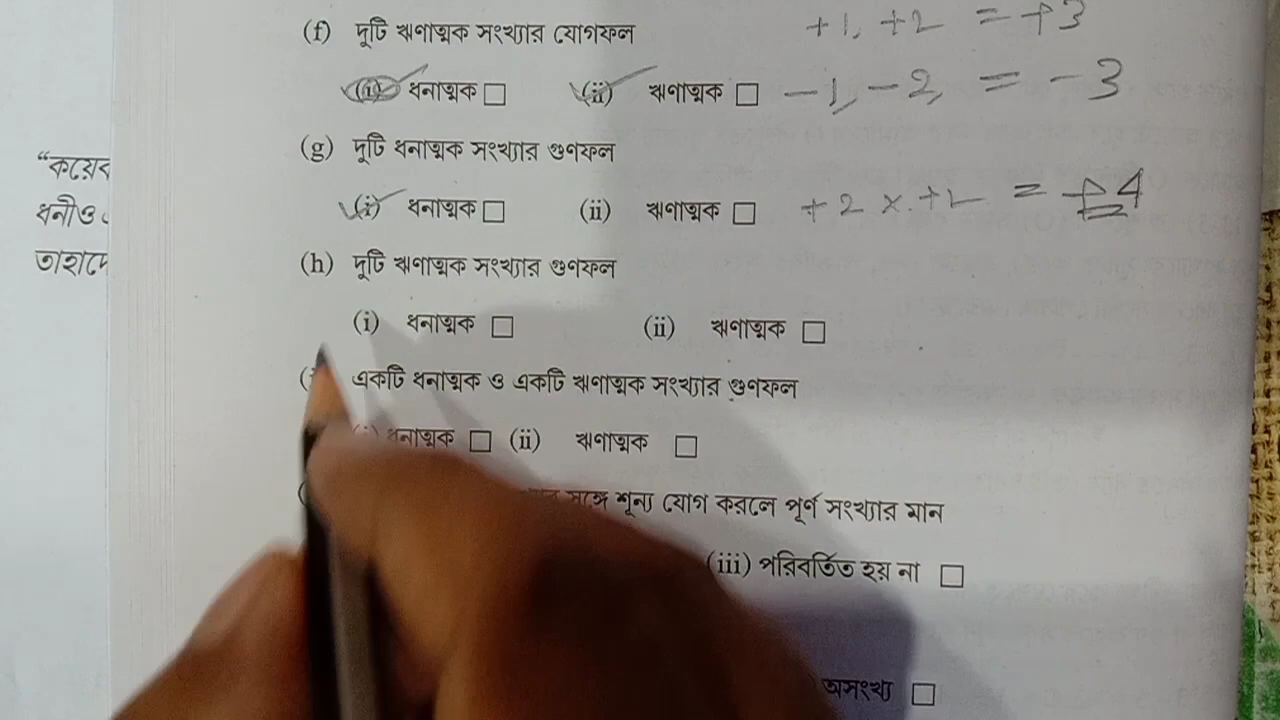 (f) দুটি ঋণাত্মক সংখ্যার যোগফল +1, +2 = +3
(i) ধনাত্মক □ (ii) ঋণাত্মক □ -1, -2, = -3
(g) দুটি ধনাত্মক সংখ্যার গুণফল
(i) ধনাত্মক □ (ii) ঋণাত্মক □ +2 × +2 = +4
(h) দুটি ঋণাত্মক সংখ্যার গুণফল
(i) ধনাত্মক □ (ii) ঋণাত্মক □
একটি ধনাত্মক ও একটি ঋণাত্মক সংখ্যার গুণফল
(i) ধনাত্মক □ (ii) ঋণাত্মক □
সঙ্গে শূন্য যোগ করলে পূর্ণ সংখ্যার মান
(iii) পরিবর্তিত হয় না □
অসংখ্য □
ধনীও